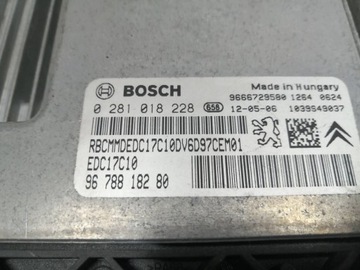 BOSCH
Made in Hungary
9666729580 1264 0624
0 281 018 228 658 12-05-06 1039S49037
RBCMMDEDC17C10DV6D97CEM01
EDC17C10
96 788 182 80